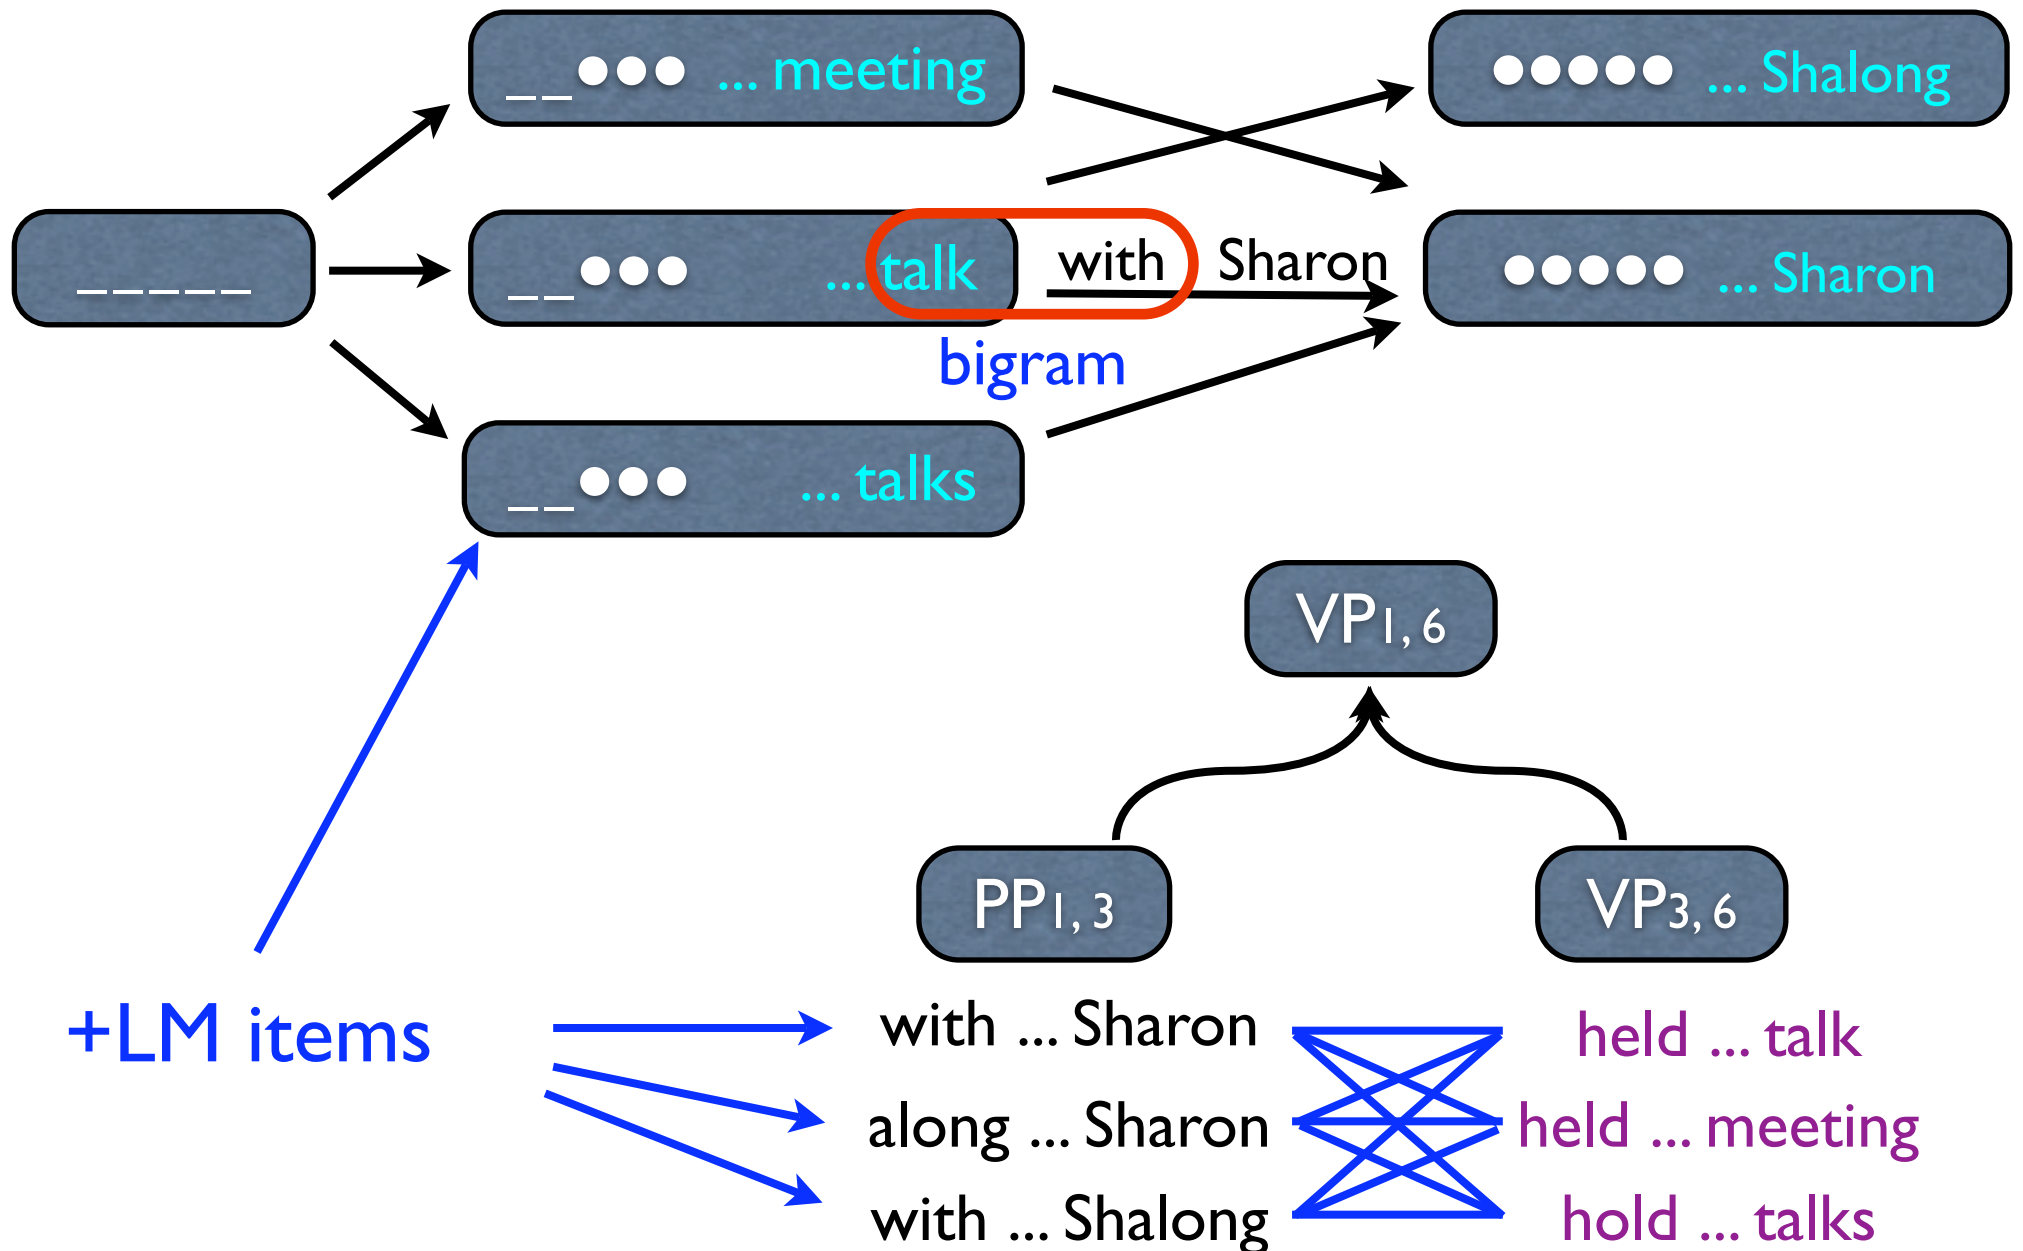 __●●● ... meeting
●●●●● ... Shalong
_____
__●●● ... talk
with Sharon
●●●●● ... Sharon
bigram
__●●● ... talks
VP1, 6
PP1, 3
VP3, 6
+LM items
with ... Sharon
held ... talk
along ... Sharon
held ... meeting
with ... Shalong
hold ... talks